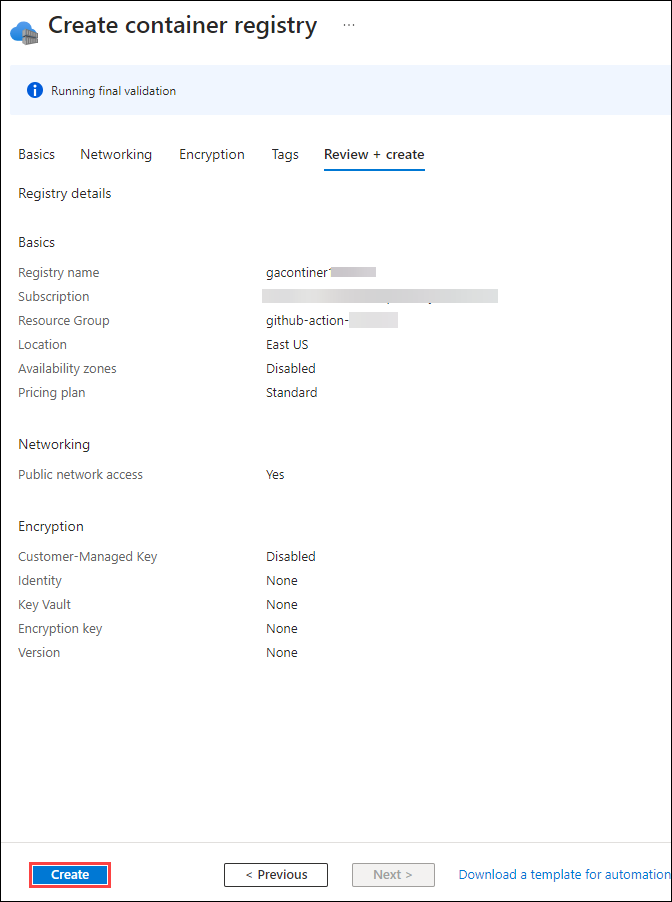 Create container registry ...
Running final validation
Basics Networking Encryption Tags Review + create
Registry details
Basics
Registry name gacontiner
Subscription
Resource Group github-action-
Location East US
Availability zones Disabled
Pricing plan Standard
Networking
Public network access Yes
Encryption
Customer-Managed Key Disabled
Identity None
Key Vault None
Encryption key None
Version None
Create < Previous Next > Download a template for automation